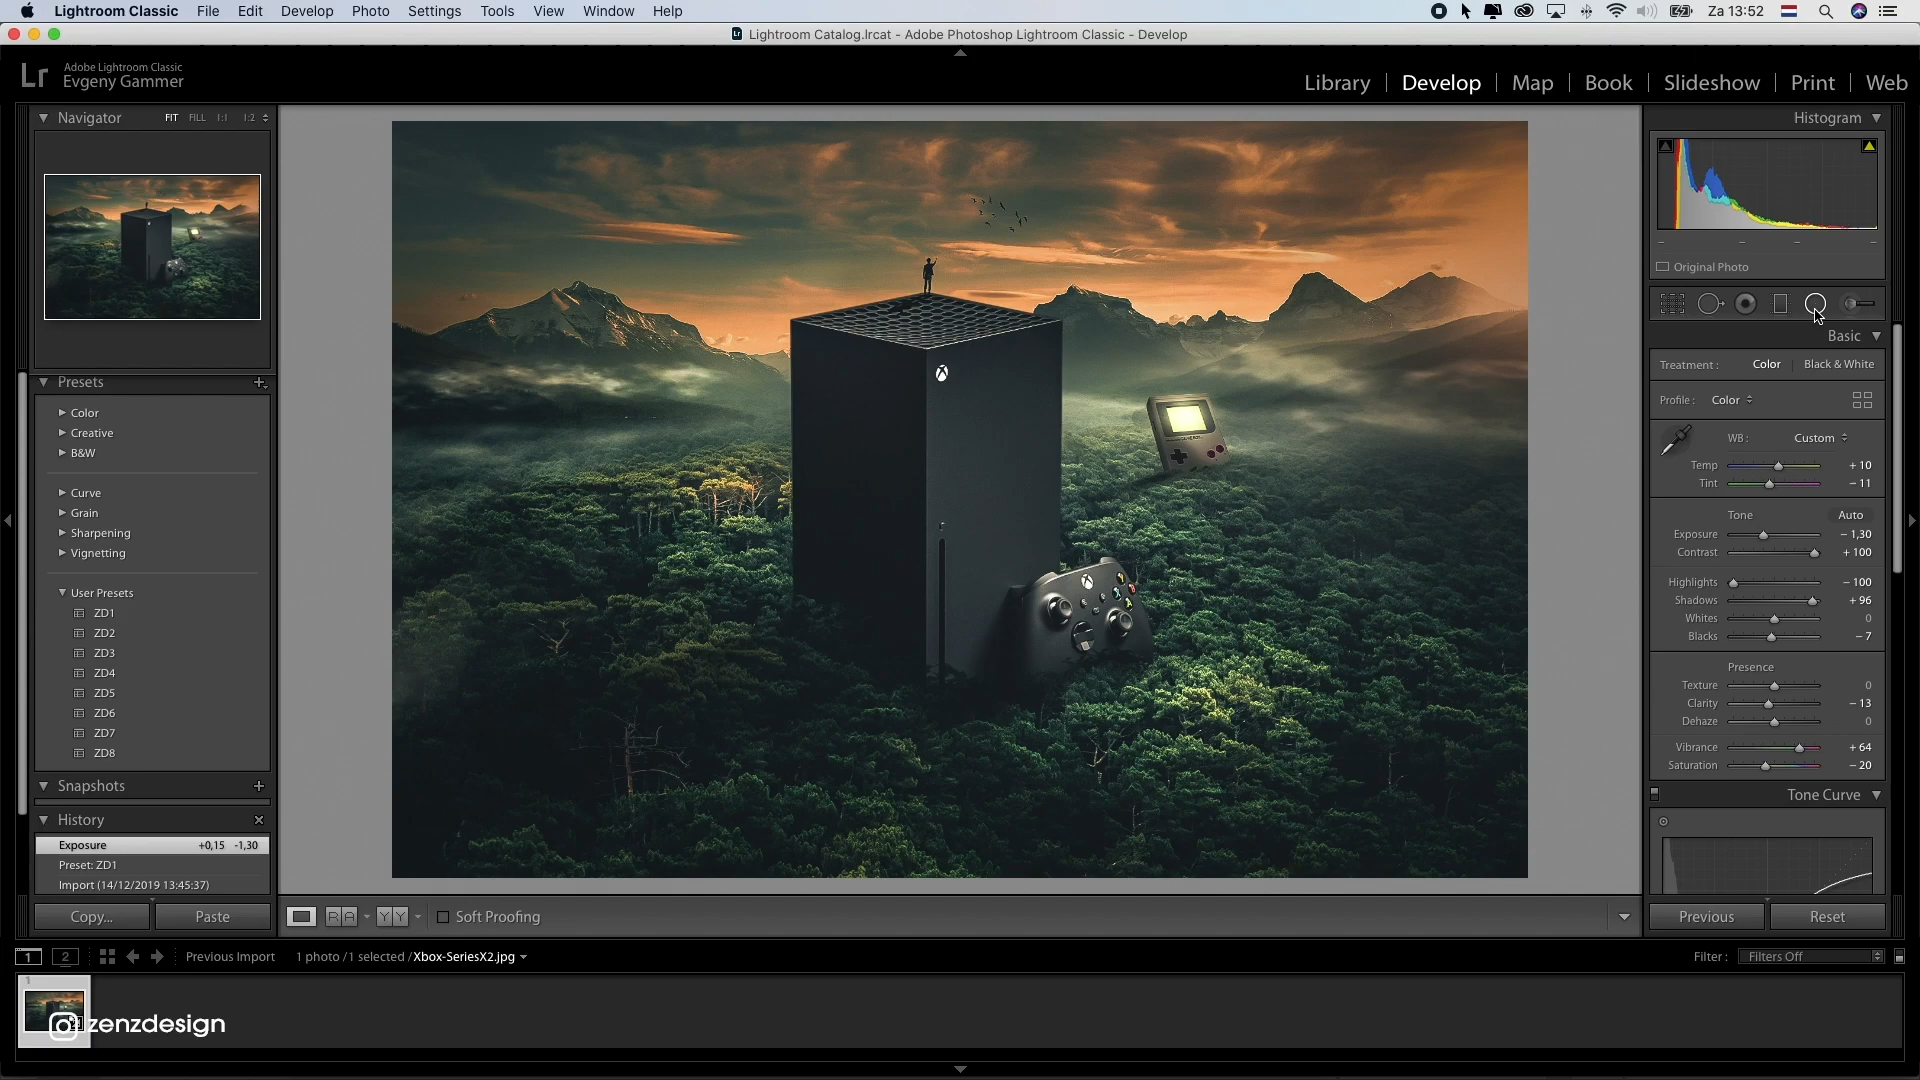 Lightroom Classic File Edit Develop Photo Settings Tools View Window Help Za 13:52
Lightroom Catalog.lrcat - Adobe Photoshop Lightroom Classic - Develop
Lr Adobe Lightroom Classic
Evgeny Gammer
Library Develop Map Book Slideshow Print Web
Navigator FIT FILL 1:1 1:2
Presets
Color
Creative
B&W
Curve
Grain
Sharpening
Vignetting
User Presets
ZD1
ZD2
ZD3
ZD4
ZD5
ZD6
ZD7
ZD8
Snapshots
History
Exposure +0,15 -1,30
Preset: ZD1
Import (14/12/2019 13:45:37)
Copy... Paste
R A Y Y Soft Proofing
Histogram
Original Photo
Basic
Treatment : Color Black & White
Profile : Color
WB : Custom
Temp + 10
Tint - 11
Tone Auto
Exposure - 1,30
Contrast + 100
Highlights - 100
Shadows + 96
Whites 0
Blacks - 7
Presence
Texture 0
Clarity - 13
Dehaze 0
Vibrance + 64
Saturation - 20
Tone Curve
Previous Reset
1 2 Previous Import 1 photo / 1 selected / Xbox-SeriesX2.jpg Filter : Filters Off
1
zenzdesign